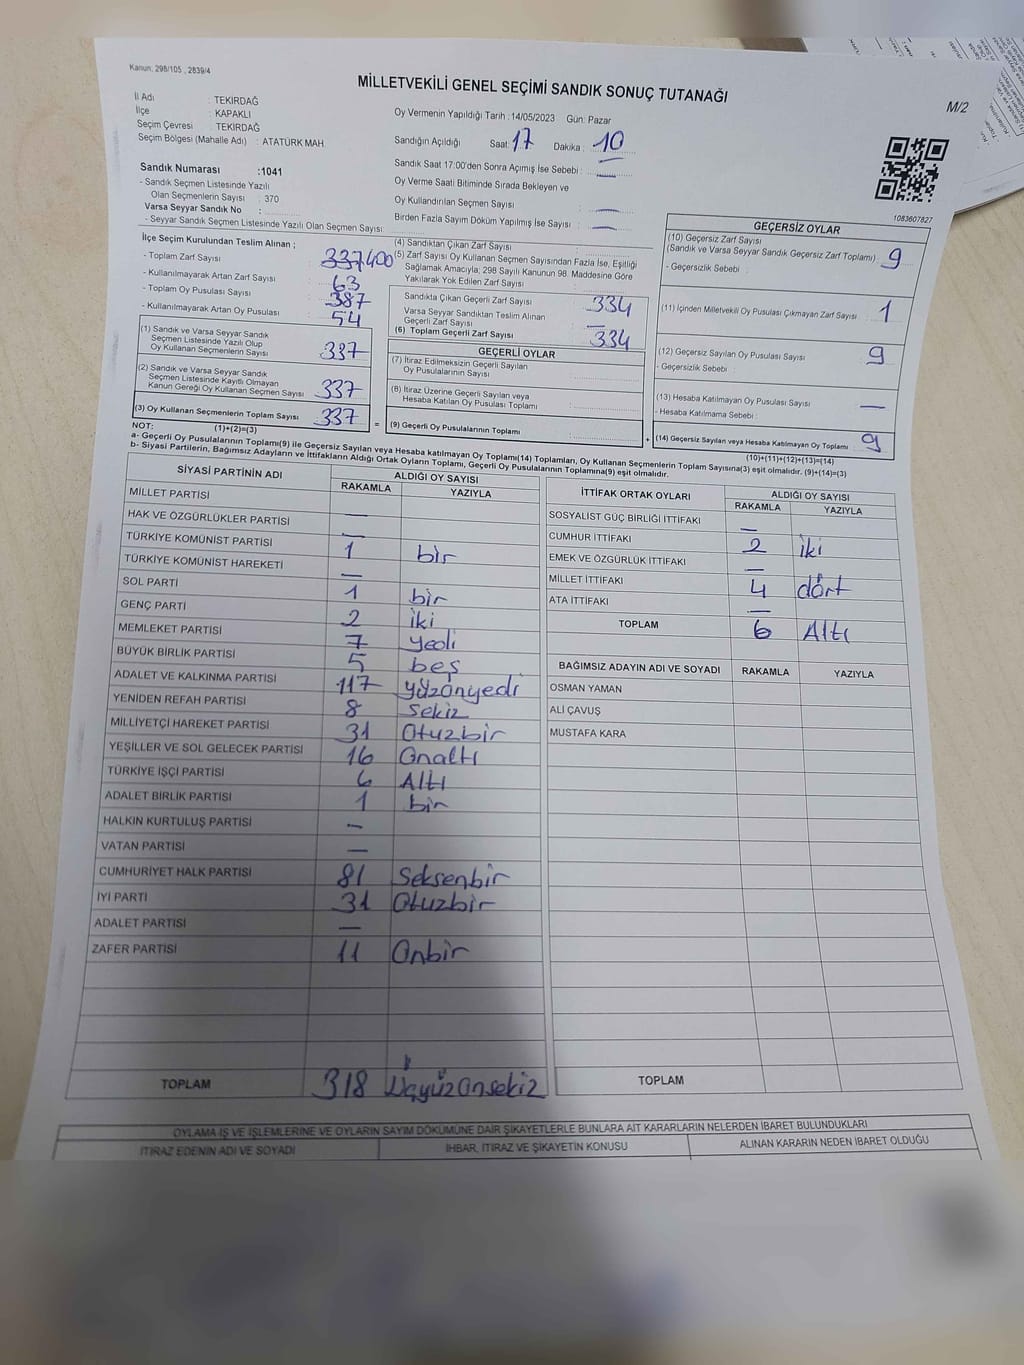 Kanun: 298/105 , 2839/4
MİLLETVEKİLİ GENEL SEÇİMİ SANDIK SONUÇ TUTANAĞI
M/2
İl Adı : TEKİRDAĞ
İlçe : KAPAKLI
Seçim Çevresi : TEKİRDAĞ
Seçim Bölgesi (Mahalle Adı) : ATATÜRK MAH.
Sandık Numarası :1041
- Sandık Seçmen Listesinde Yazılı
Olan Seçmenlerin Sayısı : 370
Varsa Seyyar Sandık No :
- Seyyar Sandık Seçmen Listesinde Yazılı Olan Seçmen Sayısı :
Oy Vermenin Yapıldığı Tarih : 14/05/2023 Gün: Pazar
Sandığın Açıldığı Saat: 17 Dakika : 10
Sandık Saat 17:00'den Sonra Açımış İse Sebebi : —
Oy Verme Saati Bitiminde Sırada Bekleyen ve
Oy Kullandırılan Seçmen Sayısı : —
Birden Fazla Sayım Döküm Yapılmış İse Sayısı : —
1083607827
İlçe Seçim Kurulundan Teslim Alınan ;
- Toplam Zarf Sayısı : 337 400
- Kullanılmayarak Artan Zarf Sayısı : 63
- Toplam Oy Pusulası Sayısı : 387
- Kullanılmayarak Artan Oy Pusulası : 54
(1) Sandık ve Varsa Seyyar Sandık
Seçmen Listesinde Yazılı Olup
Oy Kullanan Seçmenlerin Sayısı : 337
(2) Sandık ve Varsa Seyyar Sandık
Seçmen Listesinde Kayıtlı Olmayan
Kanun Gereği Oy Kullanan Seçmen Sayısı : 337
(3) Oy Kullanan Seçmenlerin Toplam Sayısı : 337
(4) Sandıktan Çıkan Zarf Sayısı :
(5) Zarf Sayısı Oy Kullanan Seçmen Sayısından Fazla İse, Eşitliği
Sağlamak Amacıyla; 298 Sayılı Kanunun 98. Maddesine Göre
Yakılarak Yok Edilen Zarf Sayısı :
Sandıkta Çıkan Geçerli Zarf Sayısı : 334
Varsa Seyyar Sandıktan Teslim Alınan
Geçerli Zarf Sayısı : —
(6) Toplam Geçerli Zarf Sayısı : 334
GEÇERLİ OYLAR
(7) İtiraz Edilmeksizin Geçerli Sayılan
Oy Pusulalarının Sayısı :
(8) İtiraz Üzerine Geçerli Sayılan veya
Hesaba Katılan Oy Pusulası Toplamı :
= (9) Geçerli Oy Pusulalarının Toplamı :
GEÇERSİZ OYLAR
(10) Geçersiz Zarf Sayısı
(Sandık ve Varsa Seyyar Sandık Geçersiz Zarf Toplamı) : 9
- Geçersizlik Sebebi :
(11) İçinden Milletvekili Oy Pusulası Çıkmayan Zarf Sayısı : 1
(12) Geçersiz Sayılan Oy Pusulası Sayısı : 9
- Geçersizlik Sebebi :
(13) Hesaba Katılmayan Oy Pusulası Sayısı : —
- Hesaba Katılmama Sebebi :
+ (14) Geçersiz Sayılan veya Hesaba Katılmayan Oy Toplamı : 9
NOT: (1)+(2)=(3) (10)+(11)+(12)+(13)=(14)
a- Geçerli Oy Pusulalarının Toplamı(9) ile Geçersiz Sayılan veya Hesaba katılmayan Oy Toplamı(14) Toplamları, Oy Kullanan Seçmenlerin Toplam Sayısına(3) eşit olmalıdır. (9)+(14)=(3)
b- Siyasi Partilerin, Bağımsız Adayların ve İttifakların Aldığı Ortak Oyların Toplamı, Geçerli Oy Pusulalarının Toplamına(9) eşit olmalıdır.
SİYASİ PARTİNİN ADI ALDIĞI OY SAYISI
RAKAMLA YAZIYLA
MİLLET PARTİSİ
HAK VE ÖZGÜRLÜKLER PARTİSİ —
TÜRKİYE KOMÜNİST PARTİSİ —
TÜRKİYE KOMÜNİST HAREKETİ 1 bir
SOL PARTİ —
GENÇ PARTİ 1 bir
MEMLEKET PARTİSİ 2 iki
BÜYÜK BİRLİK PARTİSİ 7 yedi
5 beş
ADALET VE KALKINMA PARTİSİ 117 yüzonyedi
YENİDEN REFAH PARTİSİ 8 Sekiz
MİLLİYETÇİ HAREKET PARTİSİ 31 Otuzbir
YEŞİLLER VE SOL GELECEK PARTİSİ 16 Onaltı
TÜRKİYE İŞÇİ PARTİSİ 6 Altı
ADALET BİRLİK PARTİSİ 1 bir
HALKIN KURTULUŞ PARTİSİ —
VATAN PARTİSİ —
CUMHURİYET HALK PARTİSİ 81 Seksenbir
İYİ PARTİ 31 Otuzbir
ADALET PARTİSİ —
ZAFER PARTİSİ 11 Onbir
TOPLAM 318 Üçyüzonsekiz
İTTİFAK ORTAK OYLARI ALDIĞI OY SAYISI
RAKAMLA YAZIYLA
SOSYALİST GÜÇ BİRLİĞİ İTTİFAKI —
CUMHUR İTTİFAKI 2 iki
EMEK VE ÖZGÜRLÜK İTTİFAKI —
MİLLET İTTİFAKI 4 dört
ATA İTTİFAKI —
TOPLAM 6 Altı
BAĞIMSIZ ADAYIN ADI VE SOYADI RAKAMLA YAZIYLA
OSMAN YAMAN
ALİ ÇAVUŞ
MUSTAFA KARA
TOPLAM
OYLAMA İŞ VE İŞLEMLERİNE VE OYLARIN SAYIM DÖKÜMÜNE DAİR ŞİKAYETLERLE BUNLARA AİT KARARLARIN NELERDEN İBARET BULUNDUKLARI
İTİRAZ EDENİN ADI VE SOYADI İHBAR, İTİRAZ VE ŞİKAYETİN KONUSU ALINAN KARARIN NEDEN İBARET OLDUĞU